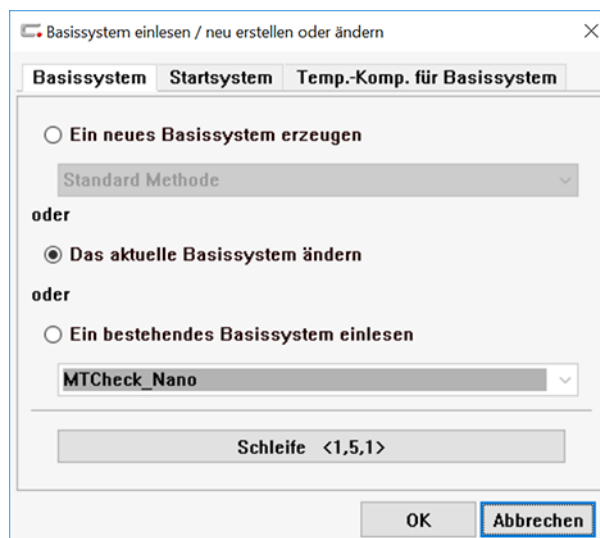 Basissystem einlesen / neu erstellen oder ändern
Basissystem Startsystem Temp.-Komp. für Basissystem
Ein neues Basissystem erzeugen
Standard Methode
oder
Das aktuelle Basissystem ändern
oder
Ein bestehendes Basissystem einlesen
MTCheck_Nano
Schleife <1,5,1>
OK Abbrechen